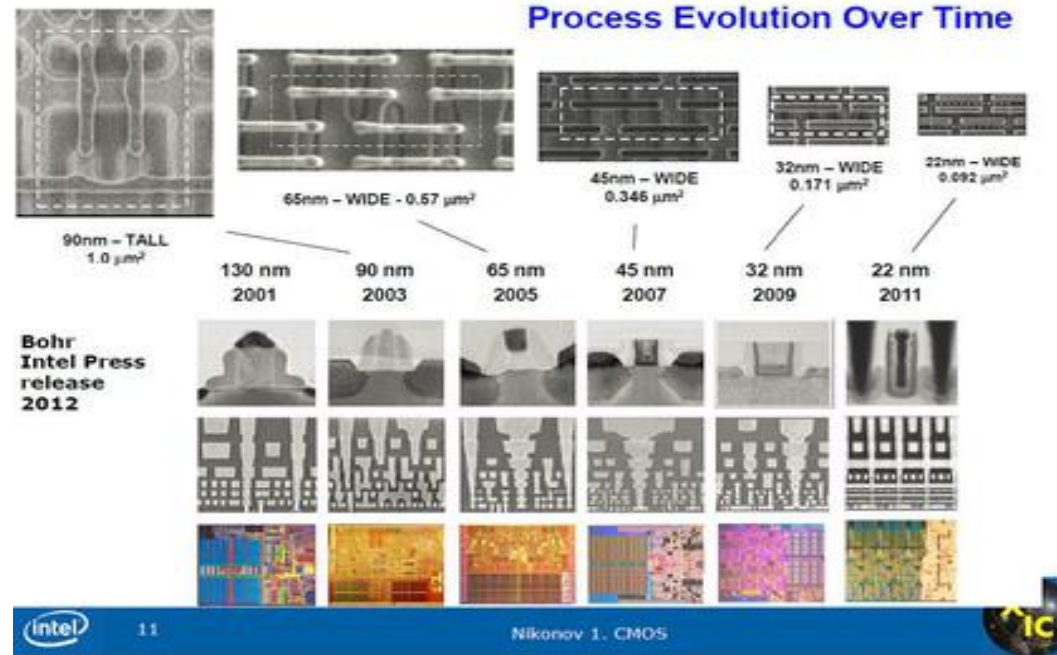 Process Evolution Over Time
90nm – TALL
1.0 µm²
65nm – WIDE - 0.57 µm²
45nm – WIDE
0.346 µm²
32nm – WIDE
0.171 µm²
22nm – WIDE
0.092 µm²
130 nm
2001
90 nm
2003
65 nm
2005
45 nm
2007
32 nm
2009
22 nm
2011
Bohr
Intel Press
release
2012
intel
11
Nikonov 1. CMOS
IC